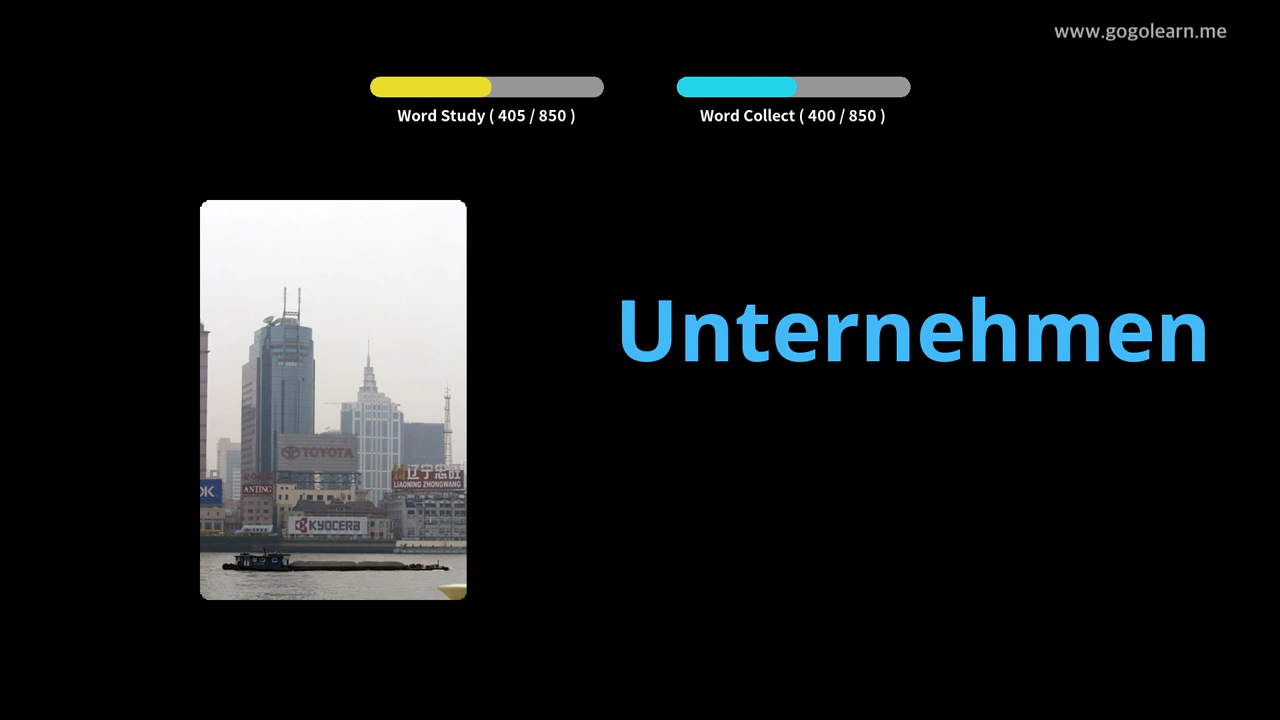 www.gogolearn.me
Word Study ( 405 / 850 )
Word Collect ( 400 / 850 )
Unternehmen
TOYOTA
辽宁忠旺
LIAONING ZHONGWANG
ANTING
OK
KYOCERA